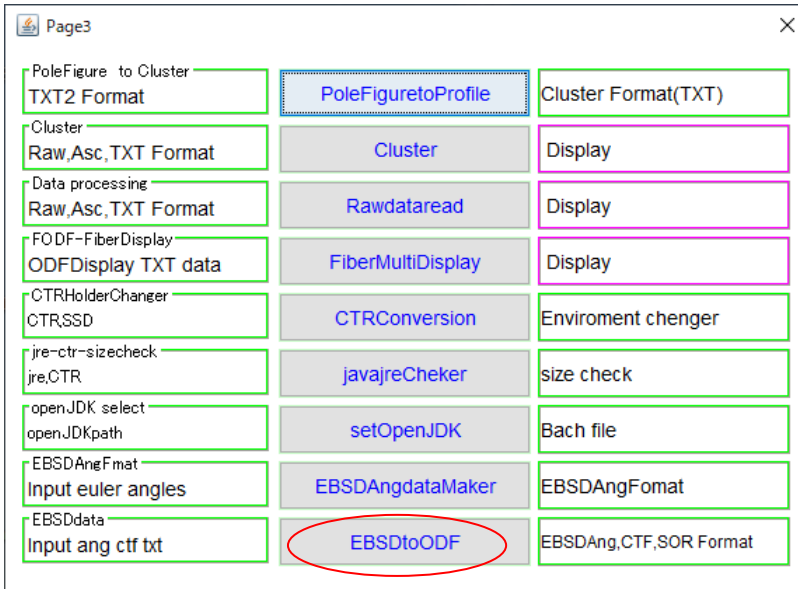 Page3
PoleFigure to Cluster
TXT2 Format PoleFiguretoProfile Cluster Format(TXT)
Cluster
Raw,Asc,TXT Format Cluster Display
Data processing
Raw,Asc,TXT Format Rawdataread Display
FODF-FiberDisplay
ODFDisplay TXT data FiberMultiDisplay Display
CTRHolderChanger
CTR,SSD CTRConversion Enviroment chenger
jre-ctr-sizecheck
jre,CTR javajreCheker size check
openJDK select
openJDKpath setOpenJDK Bach file
EBSDAngFmat
Input euler angles EBSDAngdataMaker EBSDAngFomat
EBSDdata
Input ang ctf txt EBSDtoODF EBSDAng,CTF,SOR Format